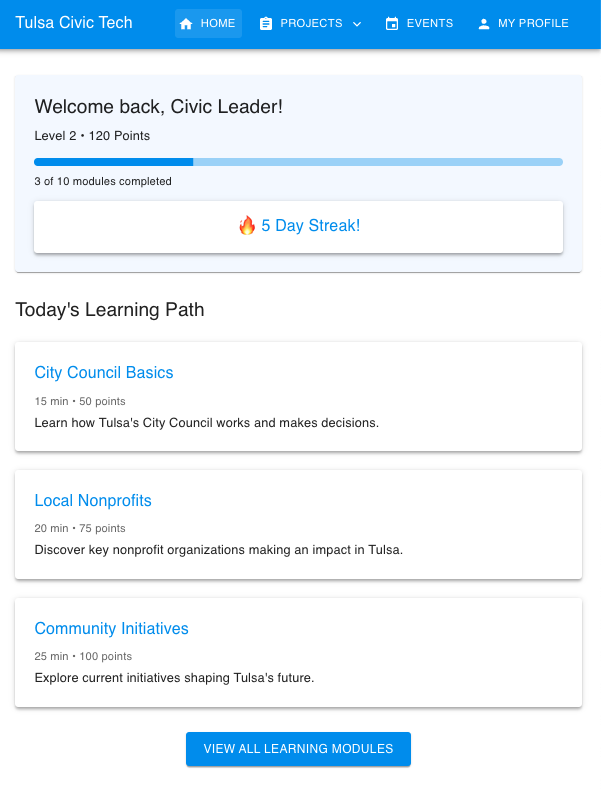 Tulsa Civic Tech
HOME
PROJECTS
EVENTS
MY PROFILE
Welcome back, Civic Leader!
Level 2 • 120 Points
3 of 10 modules completed
🔥 5 Day Streak!
Today's Learning Path
City Council Basics
15 min • 50 points
Learn how Tulsa's City Council works and makes decisions.
Local Nonprofits
20 min • 75 points
Discover key nonprofit organizations making an impact in Tulsa.
Community Initiatives
25 min • 100 points
Explore current initiatives shaping Tulsa's future.
VIEW ALL LEARNING MODULES